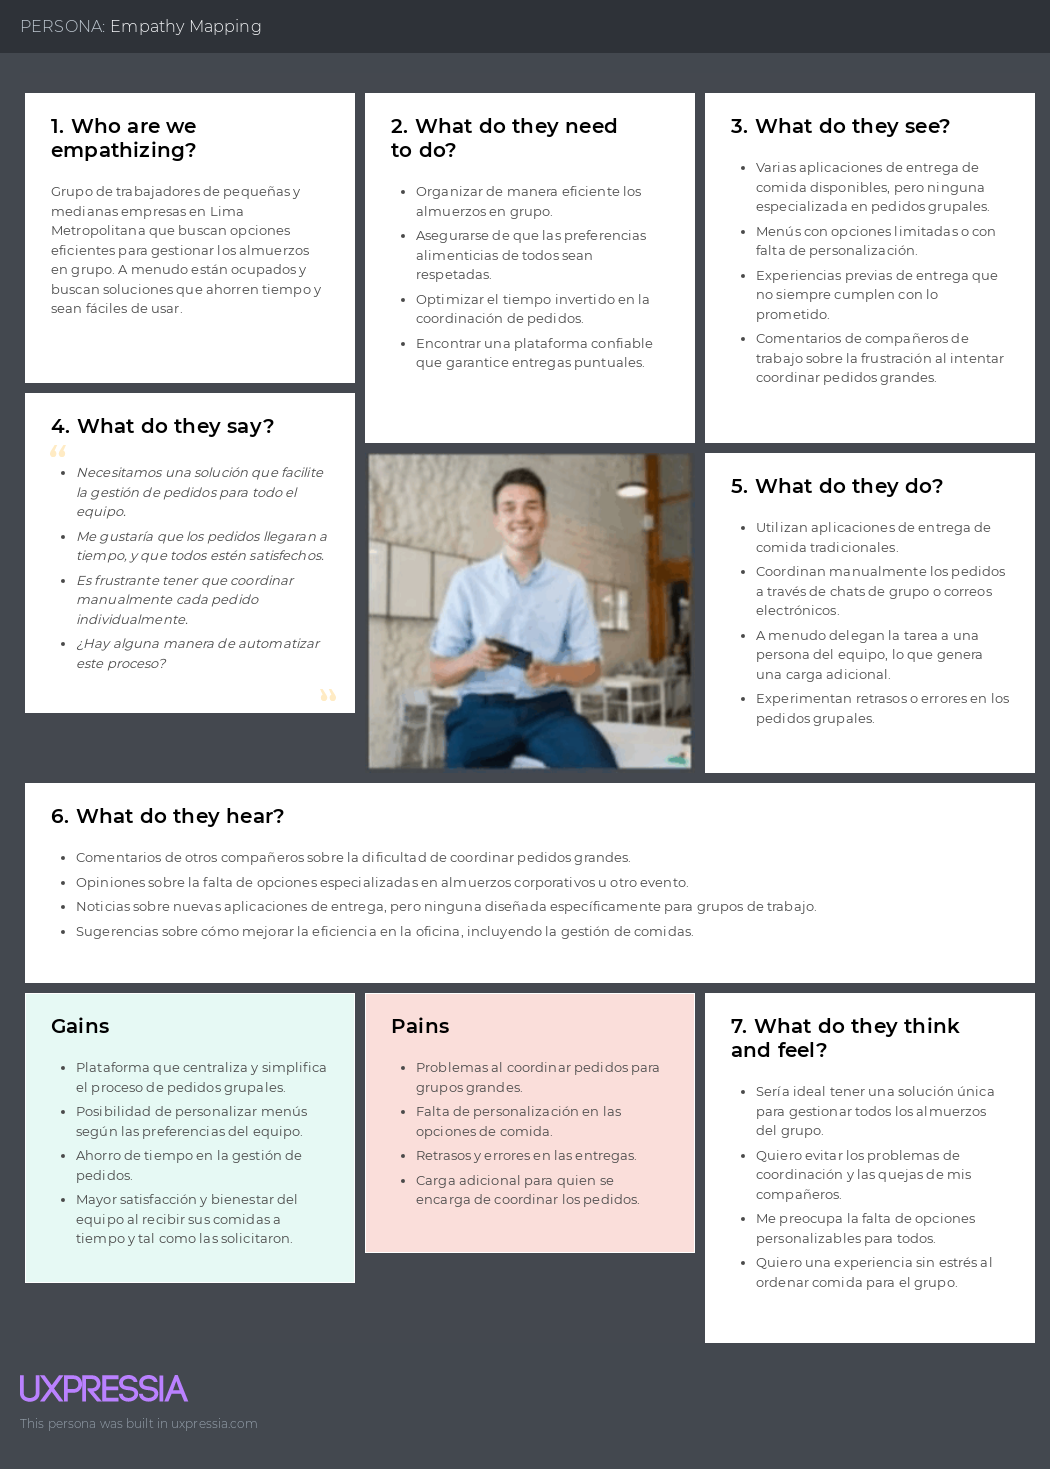 PERSONA: Empathy Mapping
1. Who are we
empathizing?
Grupo de trabajadores de pequeñas y
medianas empresas en Lima
Metropolitana que buscan opciones
eficientes para gestionar los almuerzos
en grupo. A menudo están ocupados y
buscan soluciones que ahorren tiempo y
sean fáciles de usar.
2. What do they need
to do?
• Organizar de manera eficiente los
almuerzos en grupo.
• Asegurarse de que las preferencias
alimenticias de todos sean
respetadas.
• Optimizar el tiempo invertido en la
coordinación de pedidos.
• Encontrar una plataforma confiable
que garantice entregas puntuales.
3. What do they see?
• Varias aplicaciones de entrega de
comida disponibles, pero ninguna
especializada en pedidos grupales.
• Menús con opciones limitadas o con
falta de personalización.
• Experiencias previas de entrega que
no siempre cumplen con lo
prometido.
• Comentarios de compañeros de
trabajo sobre la frustración al intentar
coordinar pedidos grandes.
4. What do they say?
“
• Necesitamos una solución que facilite
la gestión de pedidos para todo el
equipo.
• Me gustaría que los pedidos llegaran a
tiempo, y que todos estén satisfechos.
• Es frustrante tener que coordinar
manualmente cada pedido
individualmente.
• ¿Hay alguna manera de automatizar
este proceso?
”
5. What do they do?
• Utilizan aplicaciones de entrega de
comida tradicionales.
• Coordinan manualmente los pedidos
a través de chats de grupo o correos
electrónicos.
• A menudo delegan la tarea a una
persona del equipo, lo que genera
una carga adicional.
• Experimentan retrasos o errores en los
pedidos grupales.
6. What do they hear?
• Comentarios de otros compañeros sobre la dificultad de coordinar pedidos grandes.
• Opiniones sobre la falta de opciones especializadas en almuerzos corporativos u otro evento.
• Noticias sobre nuevas aplicaciones de entrega, pero ninguna diseñada específicamente para grupos de trabajo.
• Sugerencias sobre cómo mejorar la eficiencia en la oficina, incluyendo la gestión de comidas.
Gains
• Plataforma que centraliza y simplifica
el proceso de pedidos grupales.
• Posibilidad de personalizar menús
según las preferencias del equipo.
• Ahorro de tiempo en la gestión de
pedidos.
• Mayor satisfacción y bienestar del
equipo al recibir sus comidas a
tiempo y tal como las solicitaron.
Pains
• Problemas al coordinar pedidos para
grupos grandes.
• Falta de personalización en las
opciones de comida.
• Retrasos y errores en las entregas.
• Carga adicional para quien se
encarga de coordinar los pedidos.
7. What do they think
and feel?
• Sería ideal tener una solución única
para gestionar todos los almuerzos
del grupo.
• Quiero evitar los problemas de
coordinación y las quejas de mis
compañeros.
• Me preocupa la falta de opciones
personalizables para todos.
• Quiero una experiencia sin estrés al
ordenar comida para el grupo.
UXPRESSIA
This persona was built in uxpressia.com